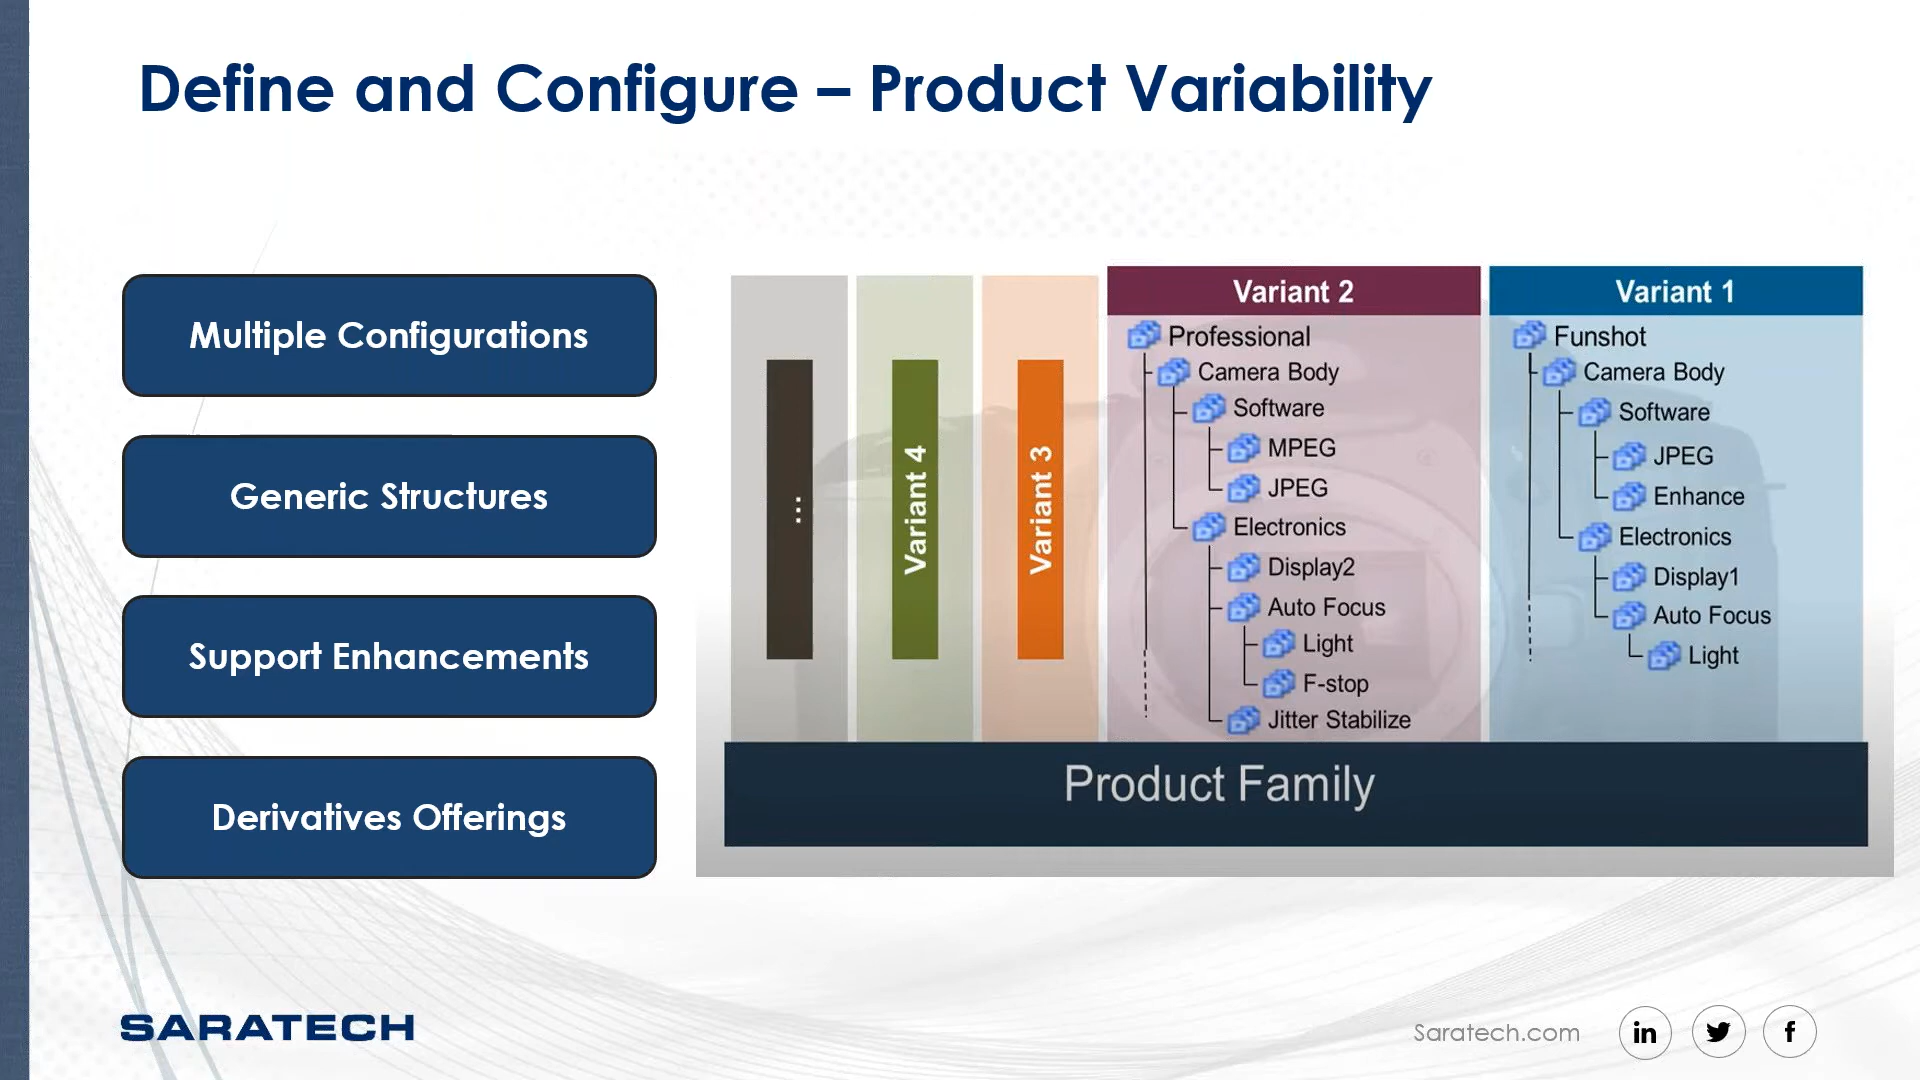 Define and Configure – Product Variability
Multiple Configurations
Generic Structures
Support Enhancements
Derivatives Offerings
...
Variant 4
Variant 3
Variant 2
Professional
Camera Body
Software
MPEG
JPEG
Electronics
Display2
Auto Focus
Light
F-stop
Jitter Stabilize
Variant 1
Funshot
Camera Body
Software
JPEG
Enhance
Electronics
Display1
Auto Focus
Light
Product Family
SARATECH
Saratech.com
in
f